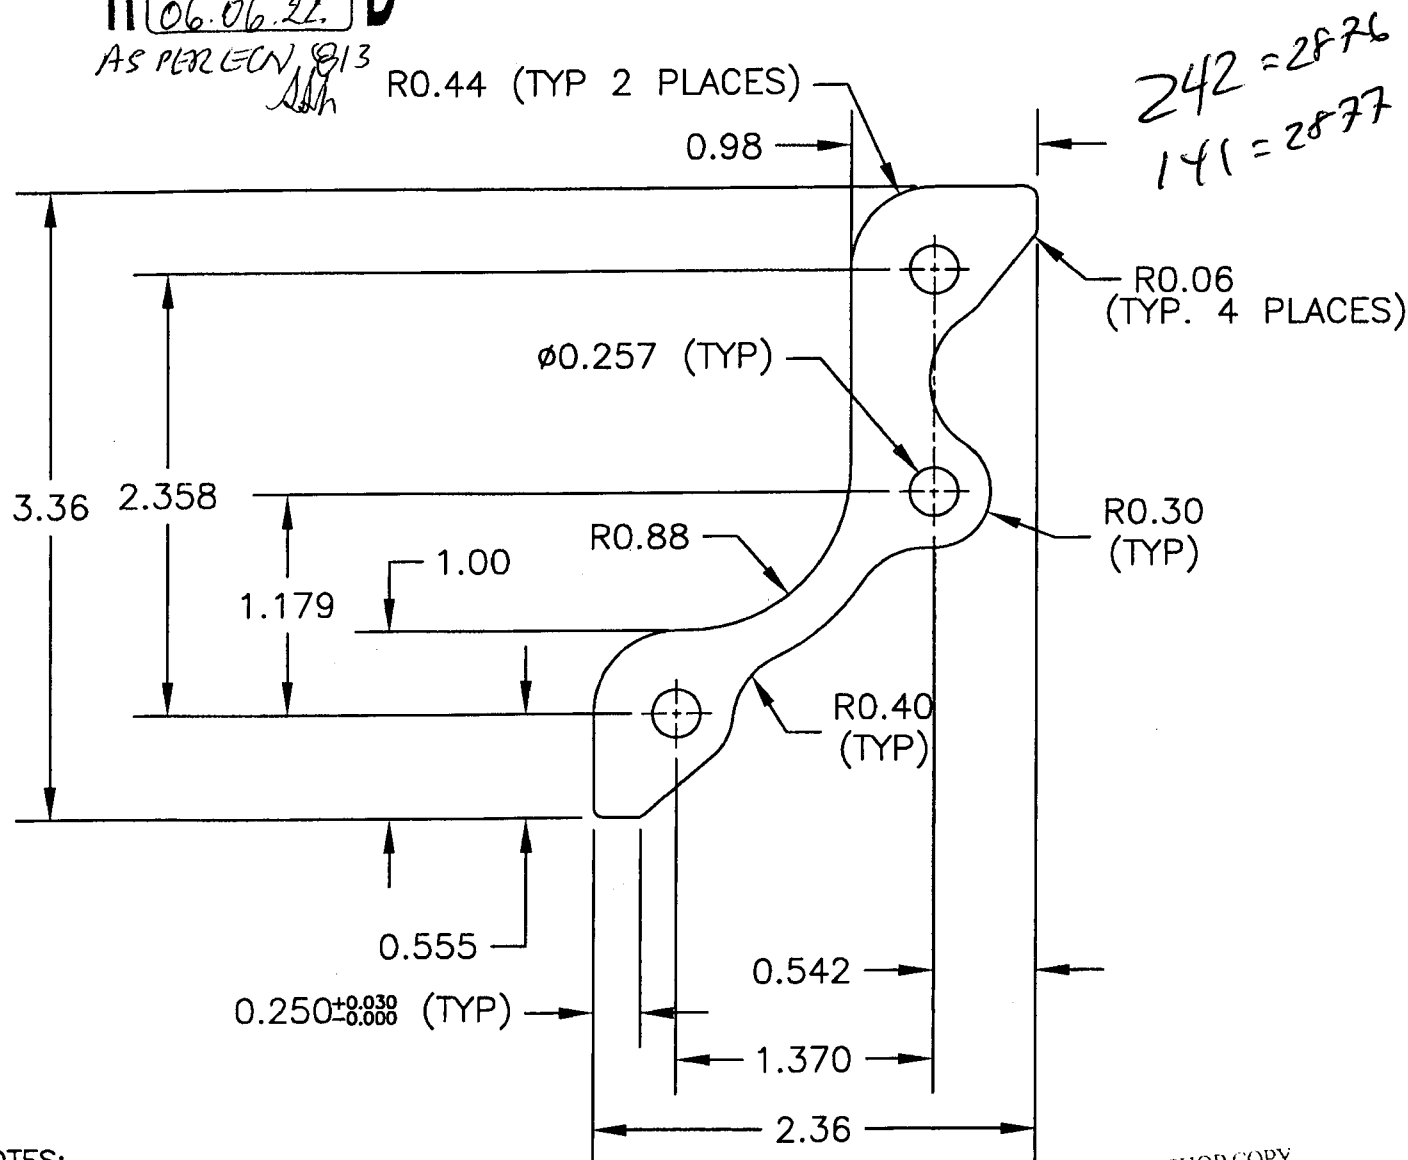 06.06.22.
AS PER ECN 813
R0.44 (TYP 2 PLACES)
242 = 2876
141 = 2877
0.98
R0.06
(TYP. 4 PLACES)
ø0.257 (TYP)
3.36
2.358
R0.30
(TYP)
R0.88
1.00
1.179
R0.40
(TYP)
0.555
0.542
0.250+0.030
-0.000 (TYP)
1.370
2.36